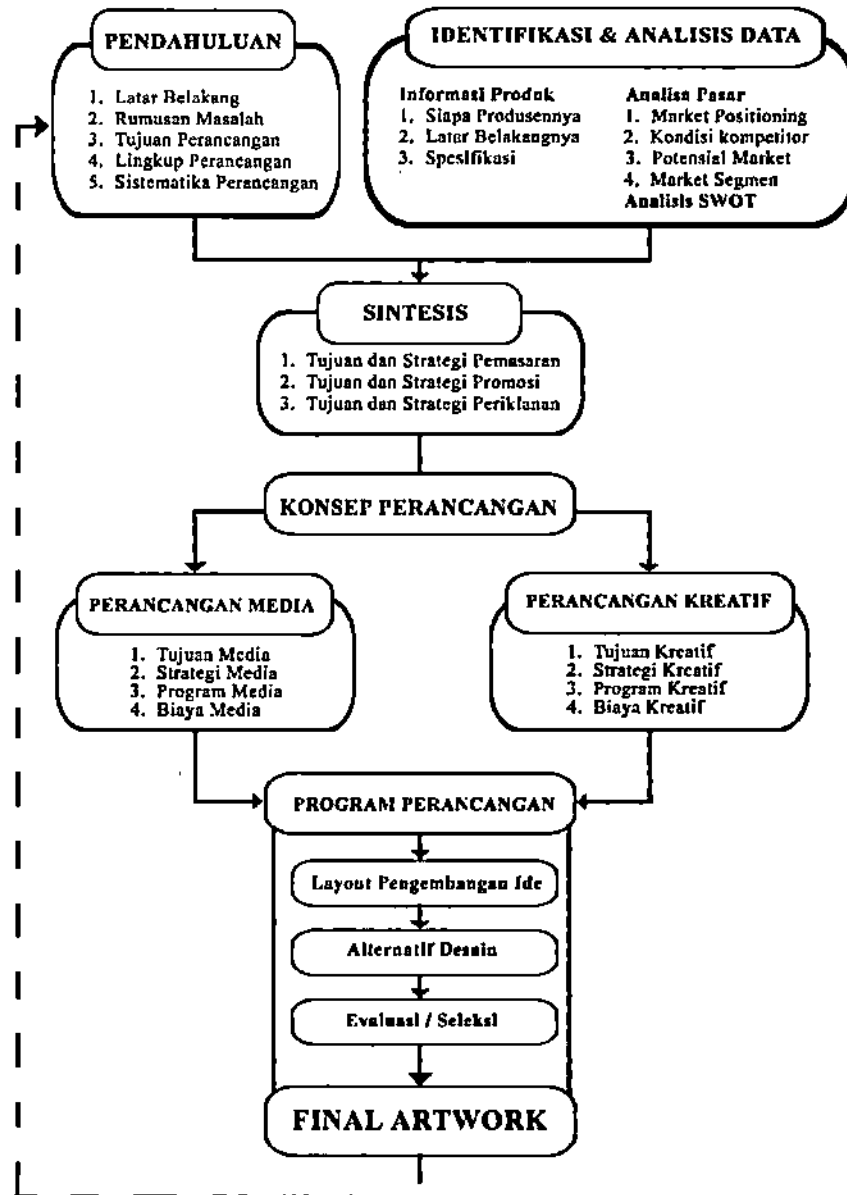 PENDAHULUAN
1. Latar Belakang
2. Rumusan Masalah
3. Tujuan Perancangan
4. Lingkup Perancangan
5. Sistematika Perancangan
IDENTIFIKASI & ANALISIS DATA
Informasi Produk
1. Siapa Produsennya
2. Latar Belakangnya
3. Spesifikasi
Analisa Pasar
1. Market Positioning
2. Kondisi kompetitor
3. Potensial Market
4. Market Segmen
Analisis SWOT
SINTESIS
1. Tujuan dan Strategi Pemasaran
2. Tujuan dan Strategi Promosi
3. Tujuan dan Strategi Periklanan
KONSEP PERANCANGAN
PERANCANGAN MEDIA
1. Tujuan Media
2. Strategi Media
3. Program Media
4. Biaya Media
PERANCANGAN KREATIF
1. Tujuan Kreatif
2. Strategi Kreatif
3. Program Kreatif
4. Biaya Kreatif
PROGRAM PERANCANGAN
Layout Pengembangan Ide
Alternatif Desain
Evaluasi / Seleksi
FINAL ARTWORK